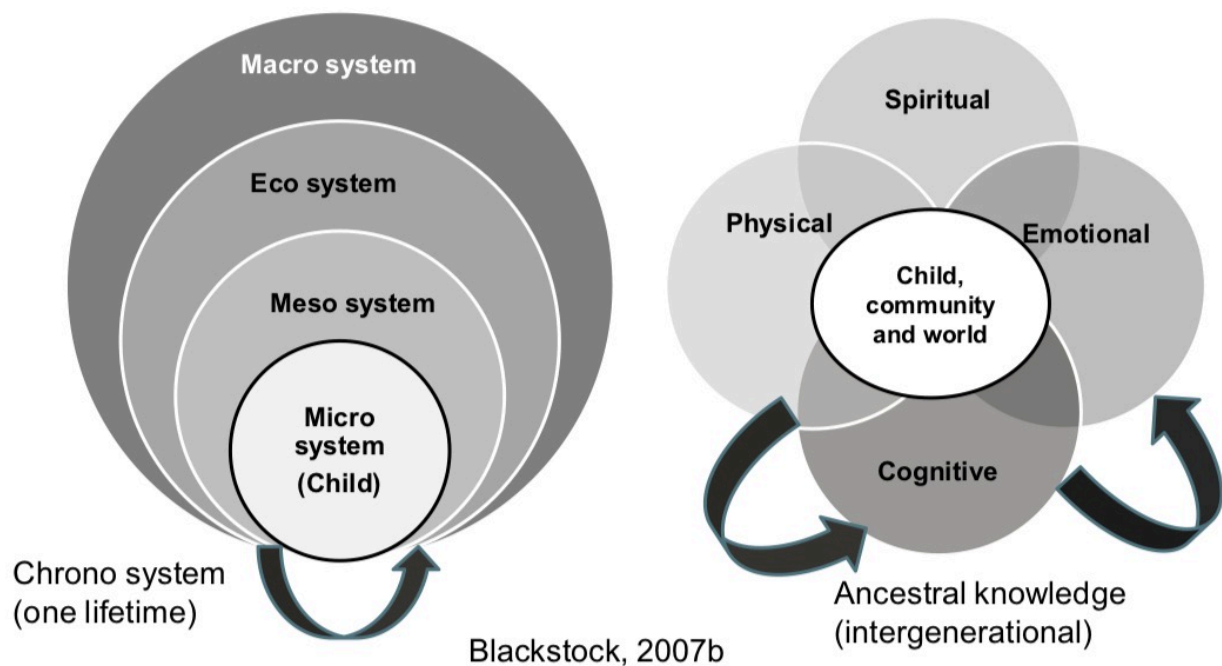 Macro system
Eco system
Meso system
Micro
system
(Child)
Chrono system
(one lifetime)
Spiritual
Physical
Emotional
Child,
community
and world
Cognitive
Ancestral knowledge
(intergenerational)
Blackstock, 2007b